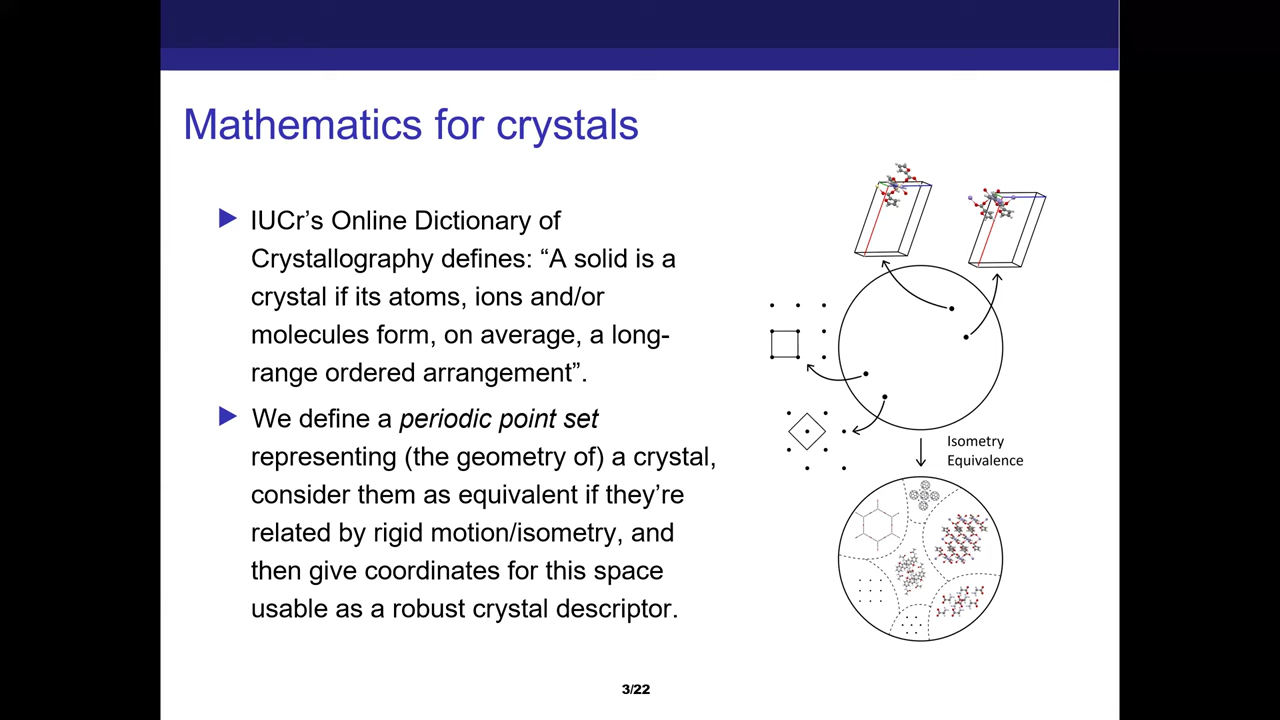 Mathematics for crystals
IUCr’s Online Dictionary of
Crystallography defines: “A solid is a
crystal if its atoms, ions and/or
molecules form, on average, a long-
range ordered arrangement”.
We define a periodic point set
representing (the geometry of) a crystal,
consider them as equivalent if they’re
related by rigid motion/isometry, and
then give coordinates for this space
usable as a robust crystal descriptor.
Isometry
Equivalence
3/22